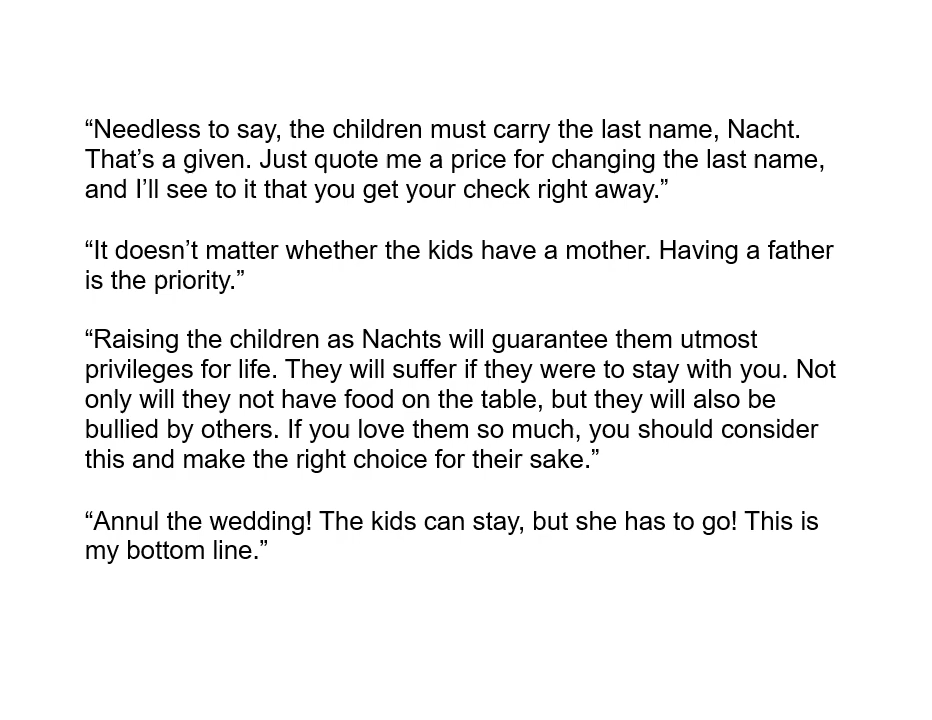 “Needless to say, the children must carry the last name, Nacht.
That’s a given. Just quote me a price for changing the last name,
and I’ll see to it that you get your check right away.”
“It doesn’t matter whether the kids have a mother. Having a father
is the priority.”
“Raising the children as Nachts will guarantee them utmost
privileges for life. They will suffer if they were to stay with you. Not
only will they not have food on the table, but they will also be
bullied by others. If you love them so much, you should consider
this and make the right choice for their sake.”
“Annul the wedding! The kids can stay, but she has to go! This is
my bottom line.”